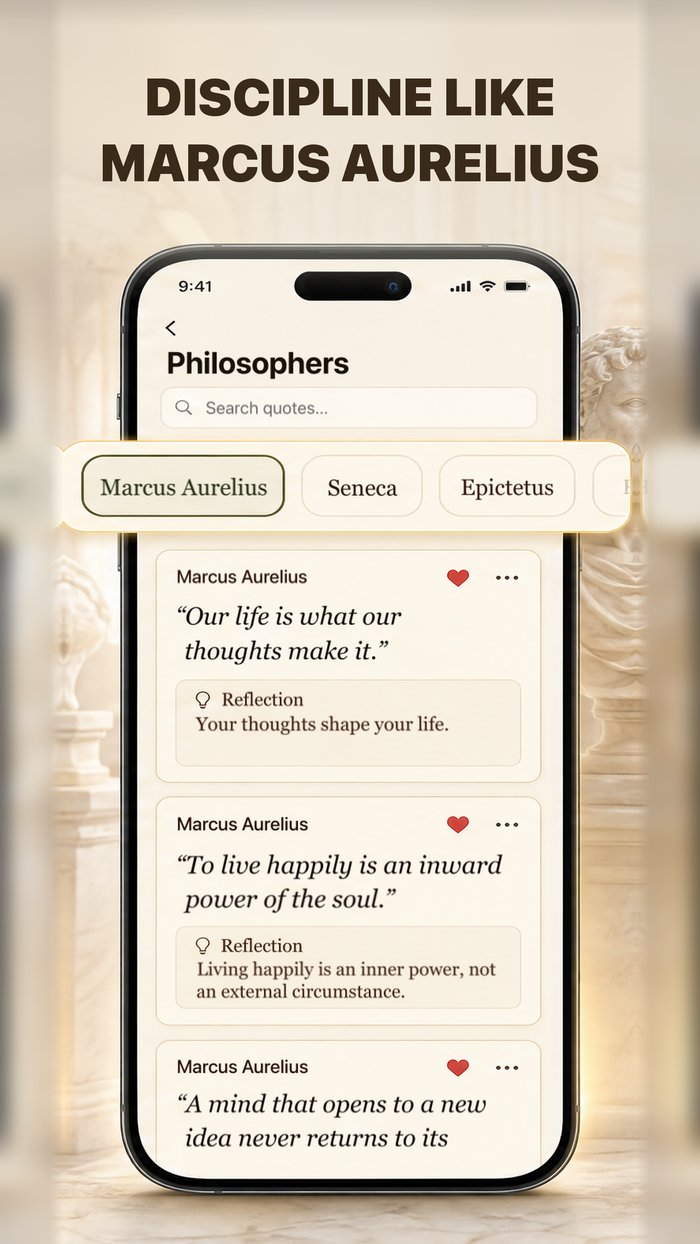 DISCIPLINE LIKE
MARCUS AURELIUS
9:41
Philosophers
Search quotes...
Marcus Aurelius
Seneca
Epictetus
Marcus Aurelius
“Our life is what our
thoughts make it.”
Reflection
Your thoughts shape your life.
Marcus Aurelius
“To live happily is an inward
power of the soul.”
Reflection
Living happily is an inner power, not
an external circumstance.
Marcus Aurelius
“A mind that opens to a new
idea never returns to its